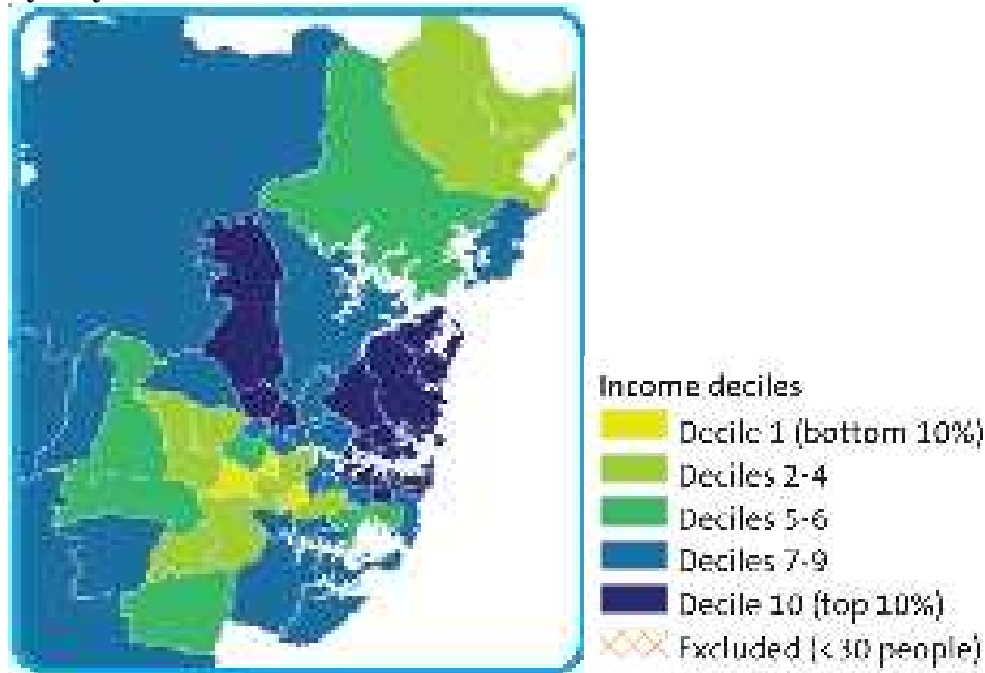 Income deciles
Decile 1 (bottom 10%)
Deciles 2-4
Deciles 5-6
Deciles 7-9
Decile 10 (top 10%)
Excluded (<30 people)